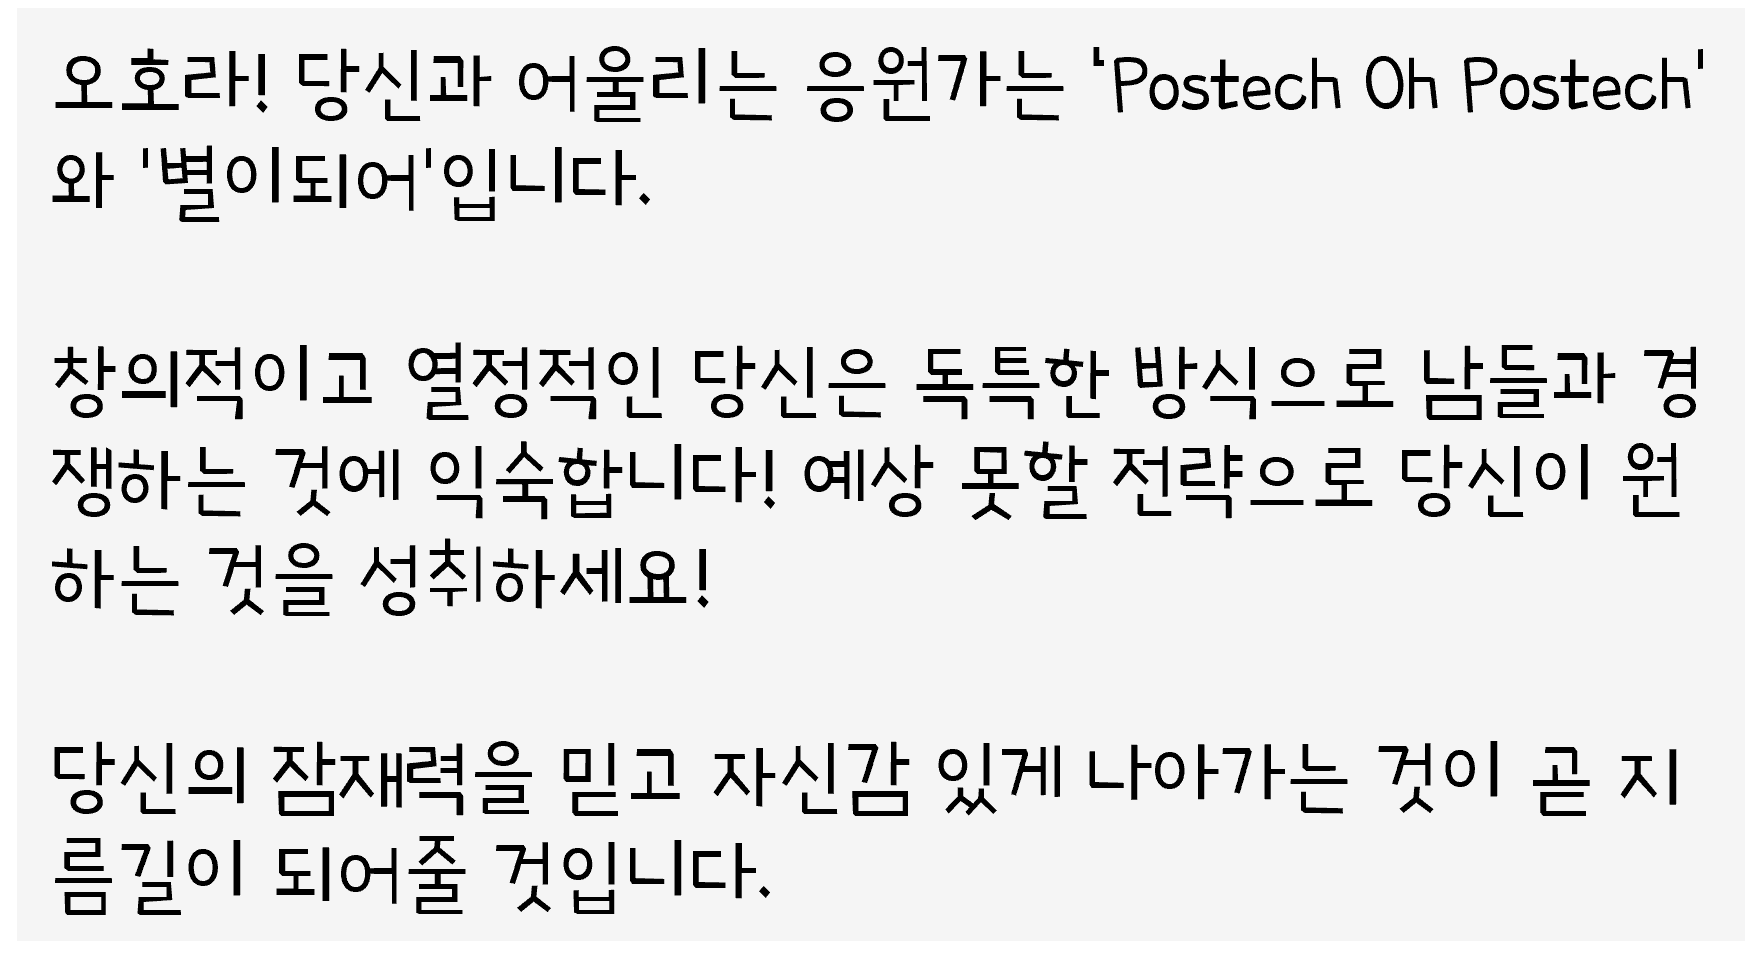 오호라! 당신과 어울리는 응원가는 'Postech Oh Postech'
와 '별이되어'입니다.
창의적이고 열정적인 당신은 독특한 방식으로 남들과 경
쟁하는 것에 익숙합니다! 예상 못할 전략으로 당신이 원
하는 것을 성취하세요!
당신의 잠재력을 믿고 자신감 있게 나아가는 것이 곧 지
름길이 되어줄 것입니다.